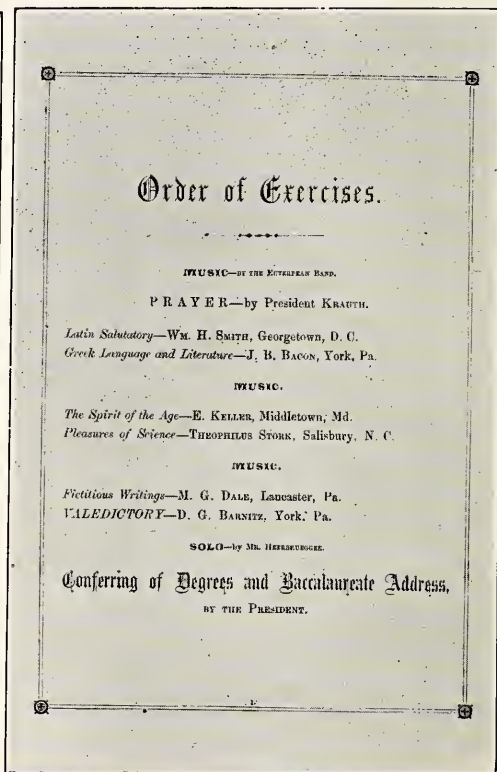 Order of Exercises.
MUSIC—BY THE EUTERPEAN BAND.
PRAYER—by President KRAUTH.
Latin Salutatory—WM. H. SMITH, Georgetown, D. C.
Greek Language and Literature—J. B. BACON, York, Pa.
MUSIC.
The Spirit of the Age—E. KELLER, Middletown, Md.
Pleasures of Science—THEOPHILUS STORK, Salisbury, N. C.
MUSIC.
Fictitious Writings—M. G. DALE, Lancaster, Pa.
VALEDICTORY—D. G. BARNITZ, York, Pa.
SOLO—BY MR.
Conferring of Degrees and Baccalaureate Address,
BY THE PRESIDENT.